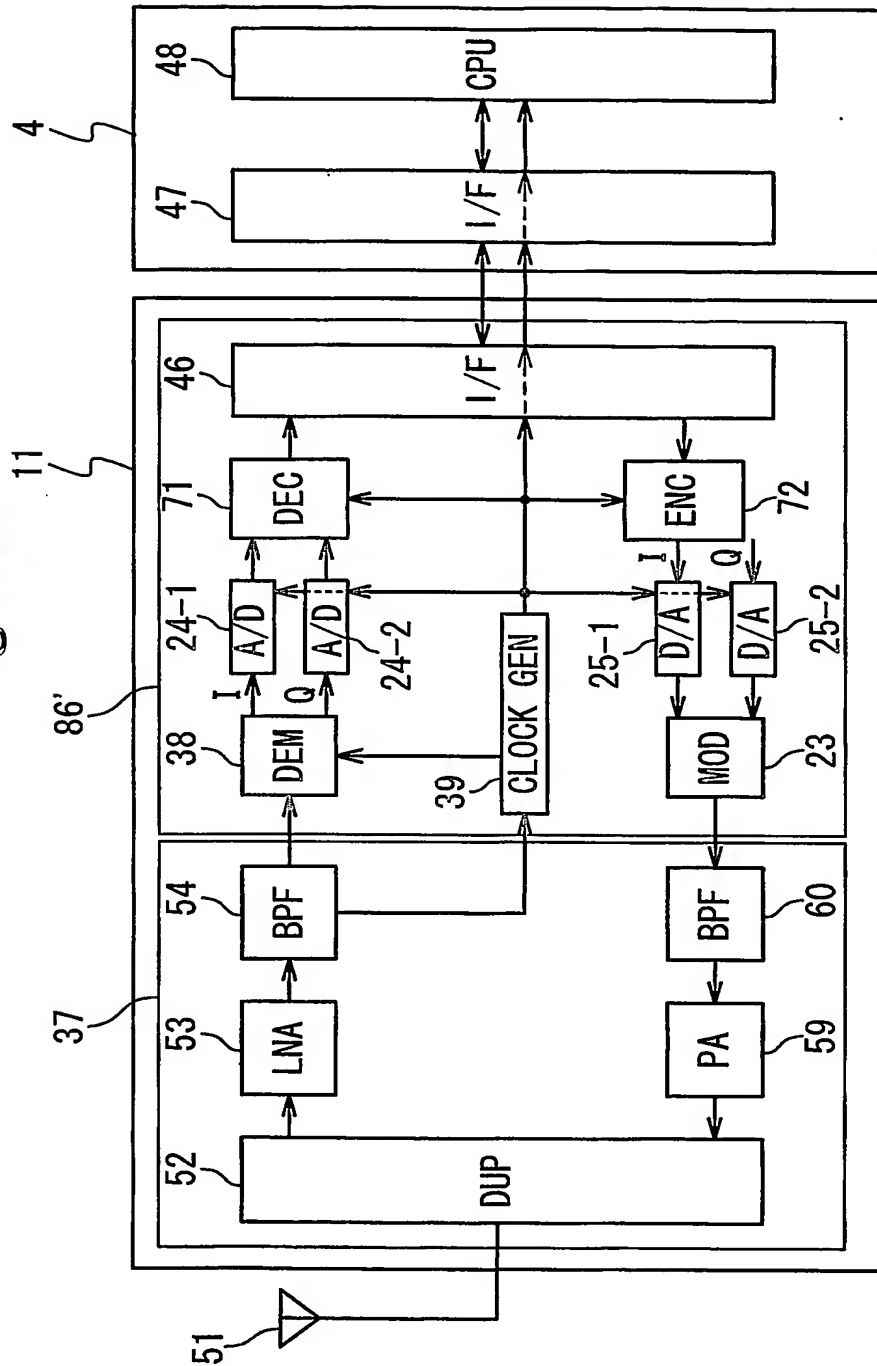 11
4
37
86'
52
53
54
38
24-1
71
46
47
48
DUP
LNA
BPF
DEM
I
A/D
Q
A/D
24-2
DEC
I/F
I/F
CPU
51
39
CLOCK GEN
25-1
25-2
PA
BPF
MOD
D/A
D/A
I
Q
ENC
59
60
23
72